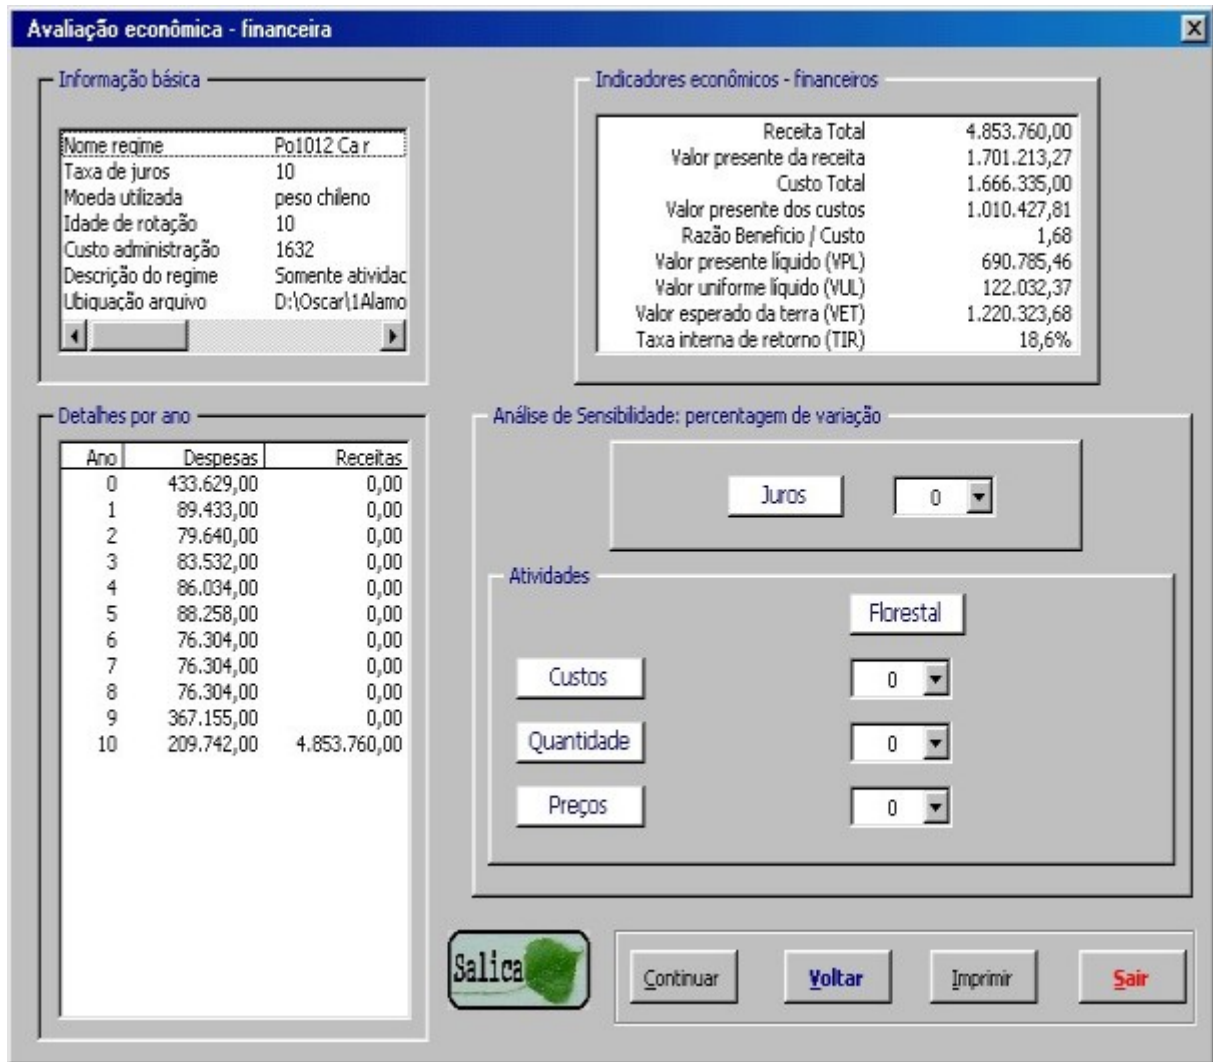 Avaliação econômica - financeira
Informação básica
Nome regime Po1012 Ca r
Taxa de juros 10
Moeda utilizada peso chileno
Idade de rotação 10
Custo administração 1632
Descrição do regime Somente atividac
Ubiquação arquivo D:\Oscar\1Alamo
Indicadores econômicos - financeiros
Receita Total 4.853.760,00
Valor presente da receita 1.701.213,27
Custo Total 1.666.335,00
Valor presente dos custos 1.010.427,81
Razão Beneficio / Custo 1,68
Valor presente líquido (VPL) 690.785,46
Valor uniforme líquido (VUL) 122.032,37
Valor esperado da terra (VET) 1.220.323,68
Taxa interna de retorno (TIR) 18,6%
Detalhes por ano
Ano Despesas Receitas
0 433.629,00 0,00
1 89.433,00 0,00
2 79.640,00 0,00
3 83.532,00 0,00
4 86.034,00 0,00
5 88.258,00 0,00
6 76.304,00 0,00
7 76.304,00 0,00
8 76.304,00 0,00
9 367.155,00 0,00
10 209.742,00 4.853.760,00
Análise de Sensibilidade: percentagem de variação
Juros 0
Atividades
Florestal
Custos 0
Quantidade 0
Preços 0
Salica
Continuar Voltar Imprimir Sair